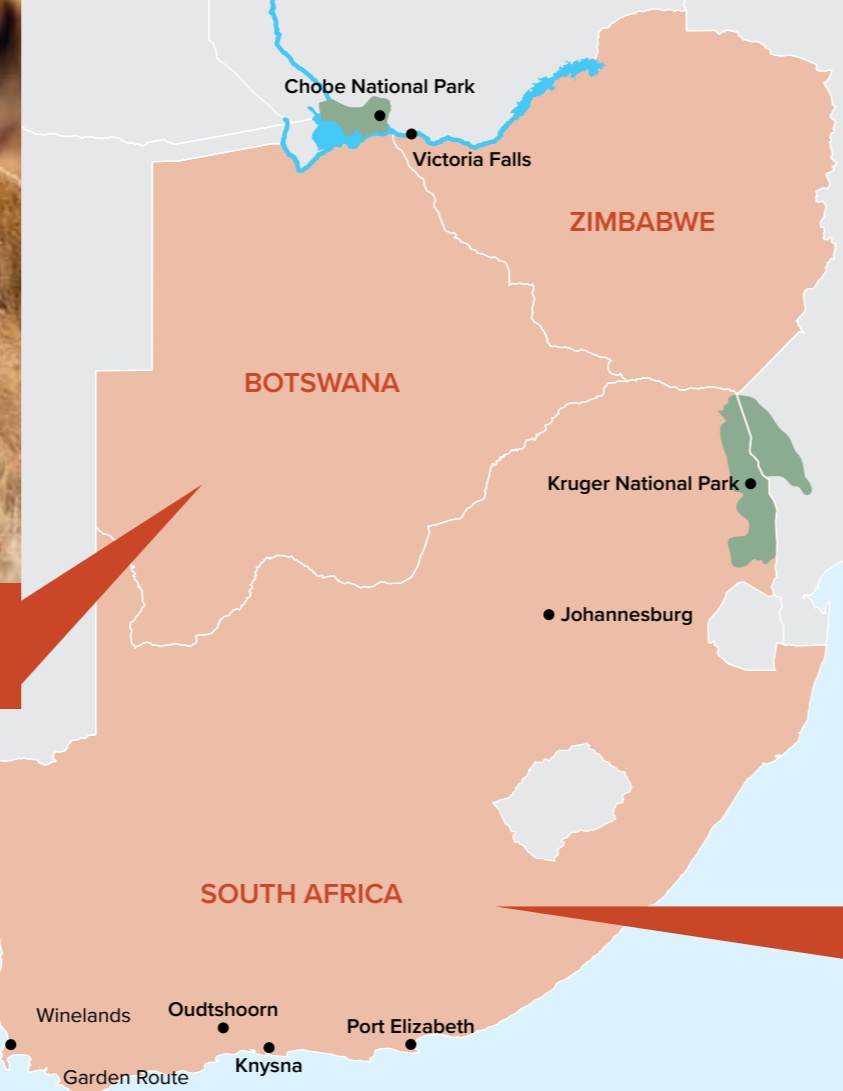 Chobe National Park
Victoria Falls
ZIMBABWE
BOTSWANA
Kruger National Park
Johannesburg
SOUTH AFRICA
Winelands
Oudtshoorn
Port Elizabeth
Knysna
Garden Route